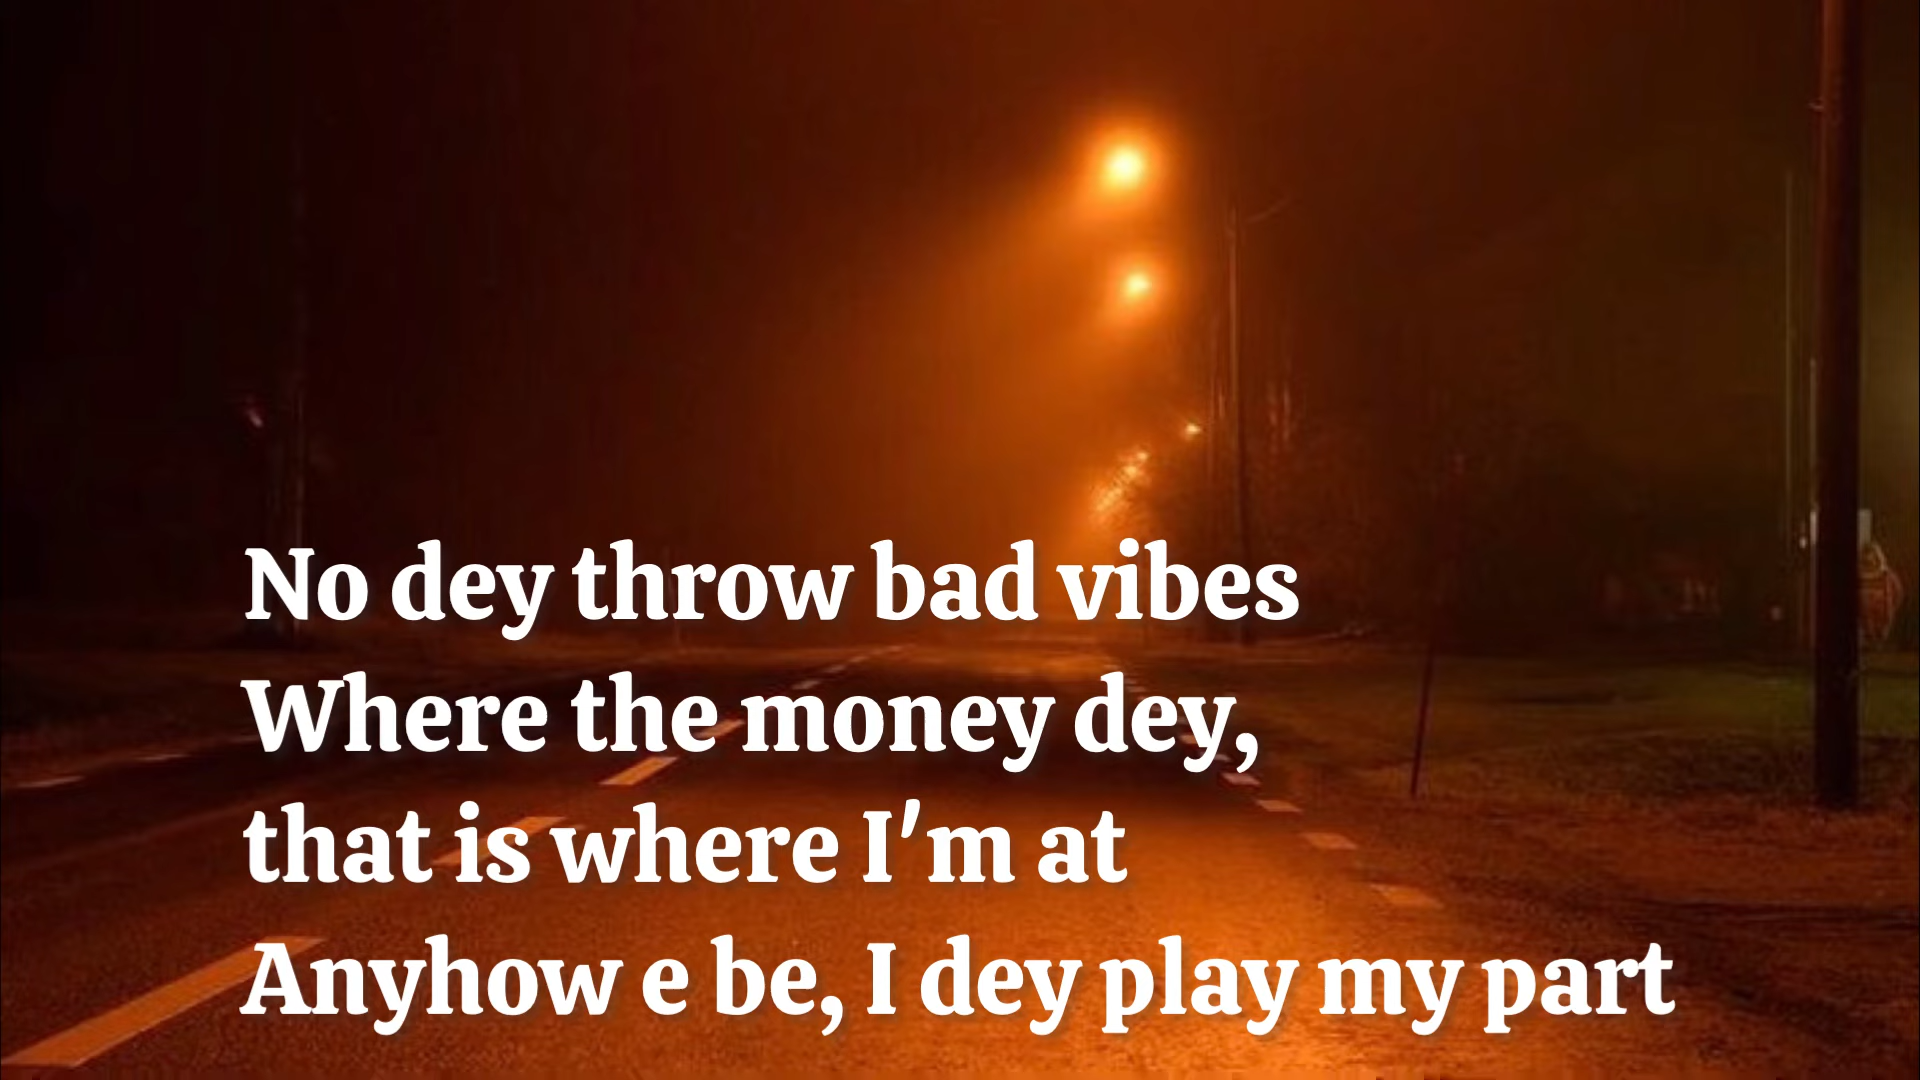 No dey throw bad vibes
Where the money dey,
that is where I'm at
Anyhow e be, I dey play my part